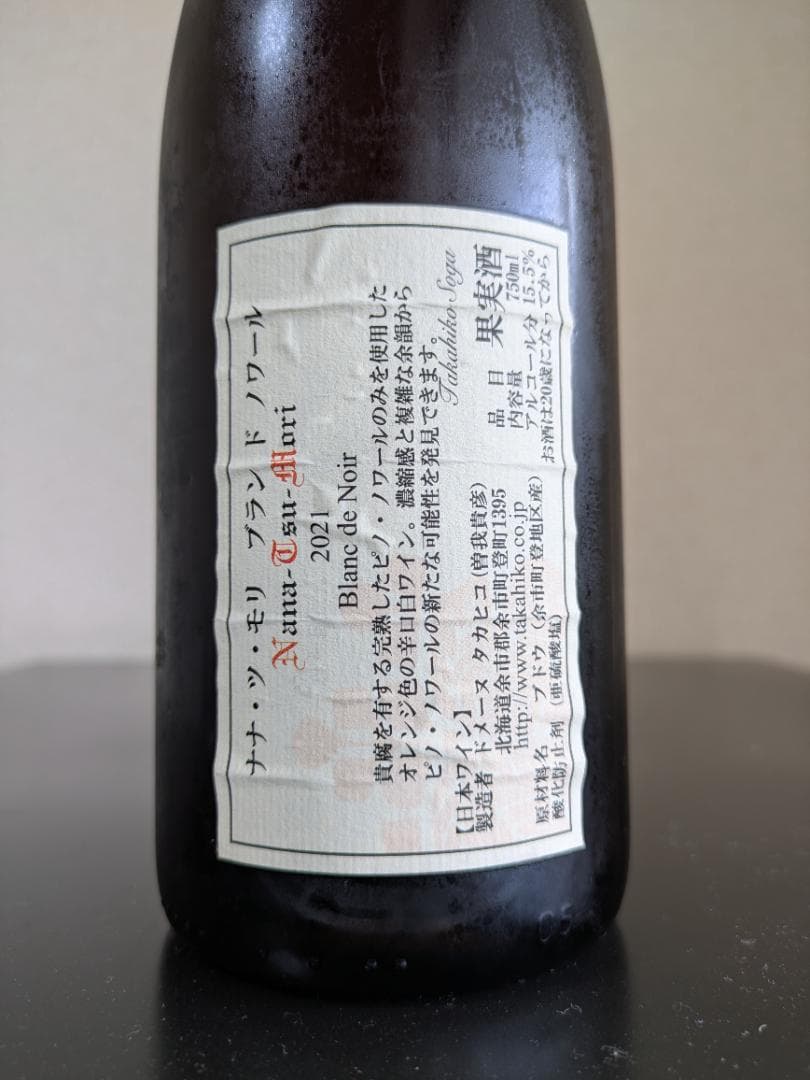 ナナ・ツ・モリ ブラン ド ノワール
Nana-Tsu-Mori
2021
Blanc de Noir
貴腐を有する完熟したピノ・ノワールのみを使用した
オレンジ色の辛口白ワイン。濃縮感と複雑な余韻から
ピノ・ノワールの新たな可能性を発見できます。
Takahiko Soga
【日本ワイン】
製造者 ドメーヌ タカヒコ(曽我貴彦)
北海道余市郡余市町登町1395
http://www.takahiko.co.jp
原材料名 ブドウ(余市町登地区産)
酸化防止剤(亜硫酸塩)
品目 果実酒
内容量 750ml
アルコール分 15.5%
お酒は20歳になってから